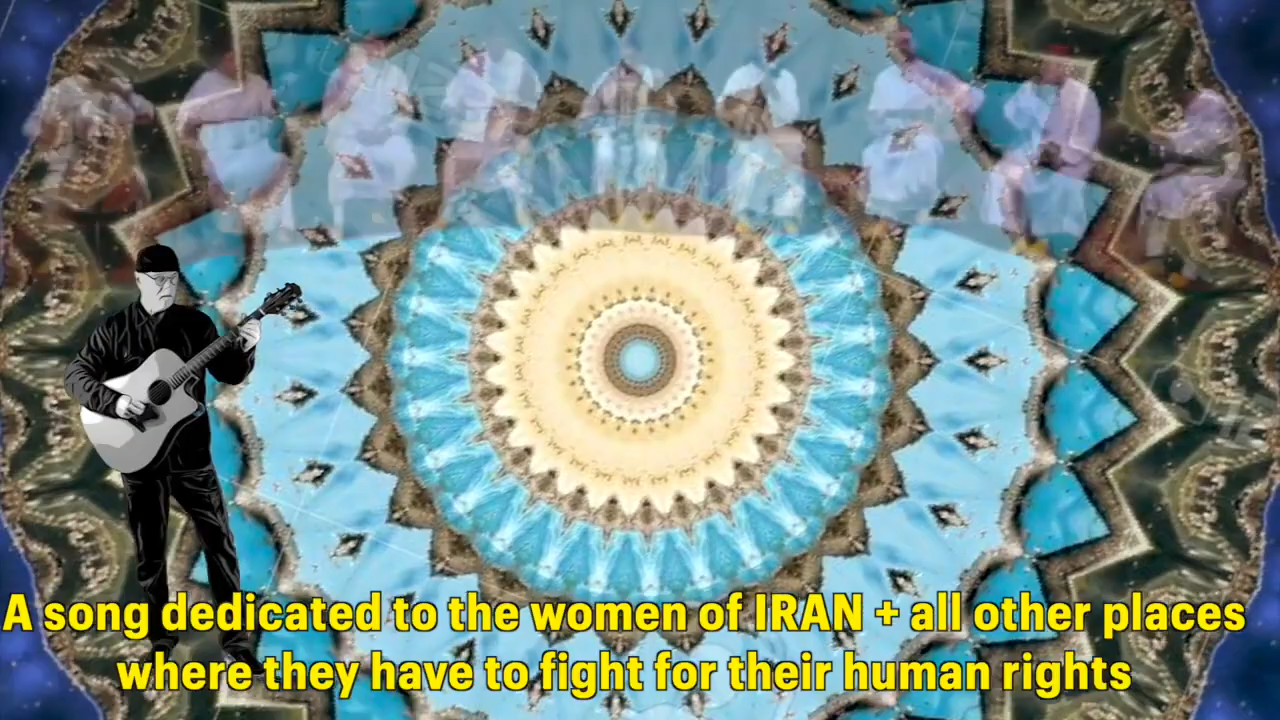 A song dedicated to the women of IRAN + all other places
where they have to fight for their human rights